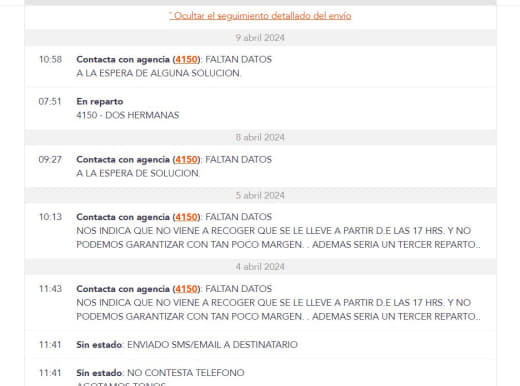 ˆ Ocultar el seguimiento detallado del envío
9 abril 2024
10:58 Contacta con agencia (4150): FALTAN DATOS
A LA ESPERA DE ALGUNA SOLUCION.
07:51 En reparto
4150 - DOS HERMANAS
8 abril 2024
09:27 Contacta con agencia (4150): FALTAN DATOS
A LA ESPERA DE SOLUCION.
5 abril 2024
10:13 Contacta con agencia (4150): FALTAN DATOS
NOS INDICA QUE NO VIENE A RECOGER QUE SE LE LLEVE A PARTIR D.E LAS 17 HRS. Y NO
PODEMOS GARANTIZAR CON TAN POCO MARGEN. . ADEMAS SERIA UN TERCER REPARTO..
4 abril 2024
11:43 Contacta con agencia (4150): FALTAN DATOS
NOS INDICA QUE NO VIENE A RECOGER QUE SE LE LLEVE A PARTIR D.E LAS 17 HRS. Y NO
PODEMOS GARANTIZAR CON TAN POCO MARGEN. . ADEMAS SERIA UN TERCER REPARTO..
11:41 Sin estado: ENVIADO SMS/EMAIL A DESTINATARIO
11:41 Sin estado: NO CONTESTA TELEFONO
AGOTAMOS TONOS